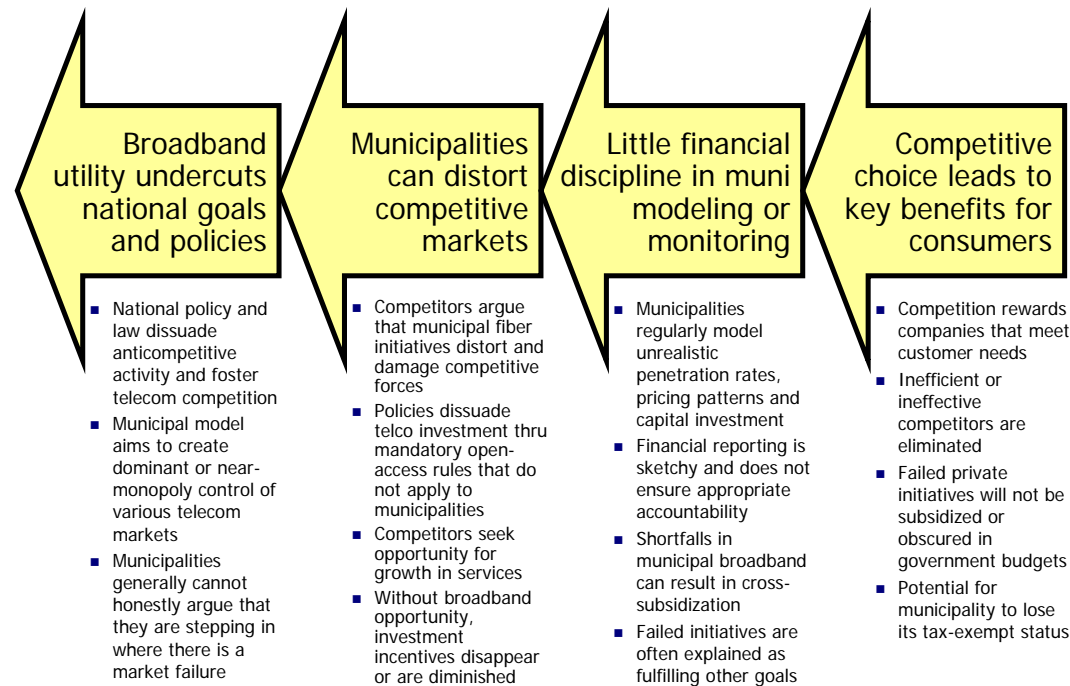 Broadband
utility undercuts
national goals
and policies
■ National policy and
law dissuade
anticompetitive
activity and foster
telecom competition
■ Municipal model
aims to create
dominant or near-
monopoly control of
various telecom
markets
■ Municipalities
generally cannot
honestly argue that
they are stepping in
where there is a
market failure
Municipalities
can distort
competitive
markets
■ Competitors argue
that municipal fiber
initiatives distort and
damage competitive
forces
■ Policies dissuade
telco investment thru
mandatory open-
access rules that do
not apply to
municipalities
■ Competitors seek
opportunity for
growth in services
■ Without broadband
opportunity,
investment
incentives disappear
or are diminished
Little financial
discipline in muni
modeling or
monitoring
■ Municipalities
regularly model
unrealistic
penetration rates,
pricing patterns and
capital investment
■ Financial reporting is
sketchy and does not
ensure appropriate
accountability
■ Shortfalls in
municipal broadband
can result in cross-
subsidization
■ Failed initiatives are
often explained as
fulfilling other goals
Competitive
choice leads to
key benefits for
consumers
■ Competition rewards
companies that meet
customer needs
■ Inefficient or
ineffective
competitors are
eliminated
■ Failed private
initiatives will not be
subsidized or
obscured in
government budgets
■ Potential for
municipality to lose
its tax-exempt status